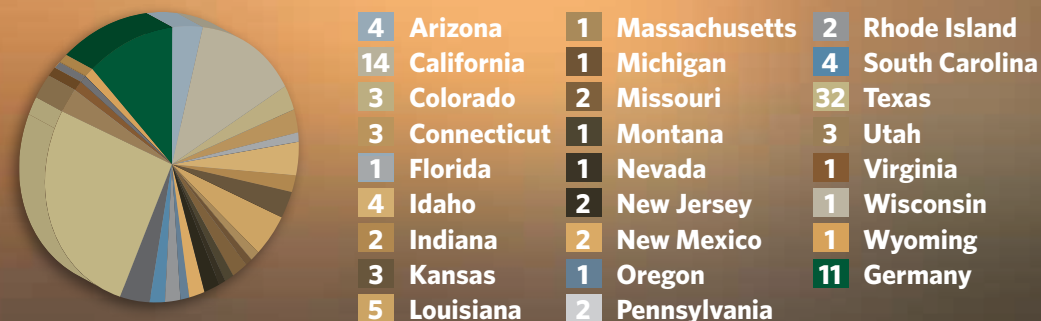 4 Arizona
14 California
3 Colorado
3 Connecticut
1 Florida
4 Idaho
2 Indiana
3 Kansas
5 Louisiana
1 Massachusetts
1 Michigan
2 Missouri
1 Montana
1 Nevada
2 New Jersey
2 New Mexico
1 Oregon
2 Pennsylvania
2 Rhode Island
4 South Carolina
32 Texas
3 Utah
1 Virginia
1 Wisconsin
1 Wyoming
11 Germany